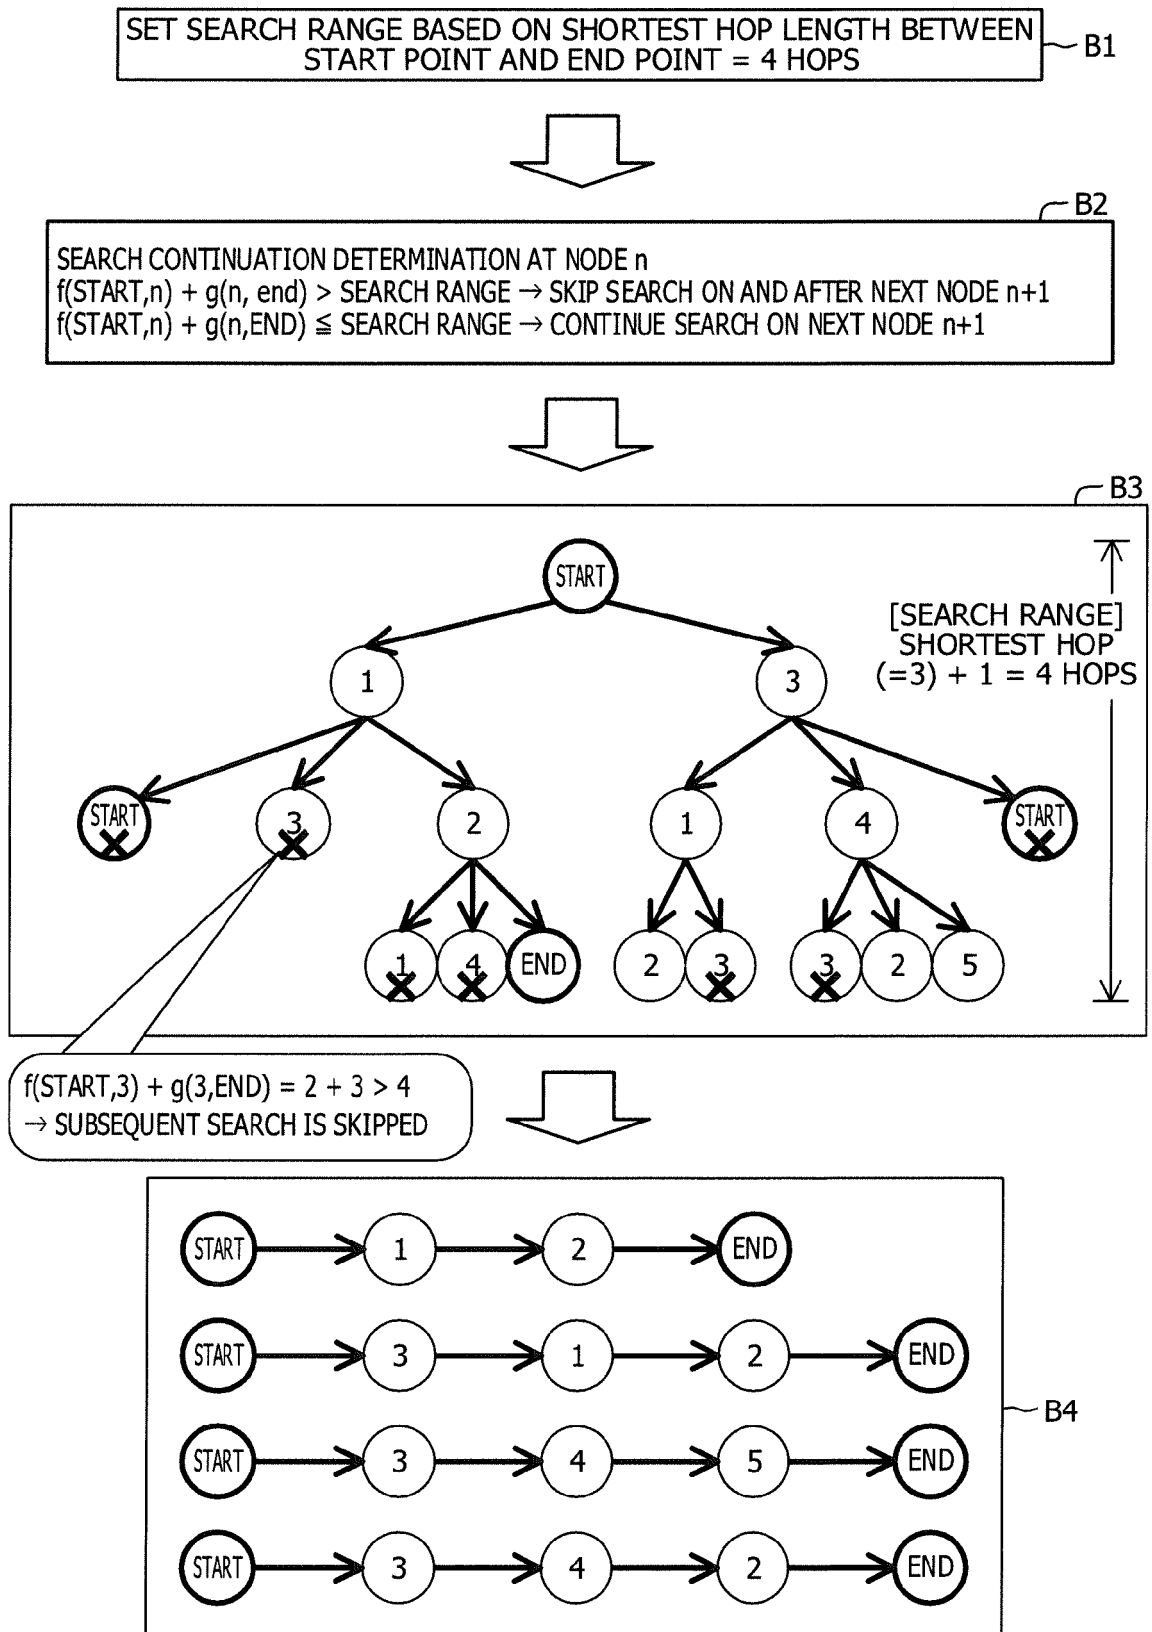 SET SEARCH RANGE BASED ON SHORTEST HOP LENGTH BETWEEN
START POINT AND END POINT = 4 HOPS
B1
B2
SEARCH CONTINUATION DETERMINATION AT NODE n
f(START,n) + g(n, end) > SEARCH RANGE → SKIP SEARCH ON AND AFTER NEXT NODE n+1
f(START,n) + g(n,END) ≦ SEARCH RANGE → CONTINUE SEARCH ON NEXT NODE n+1
B3
START
[SEARCH RANGE]
SHORTEST HOP
(=3) + 1 = 4 HOPS
1 3
START 3 2 1 4 START
1 4 END 2 3 3 2 5
f(START,3) + g(3,END) = 2 + 3 > 4
→ SUBSEQUENT SEARCH IS SKIPPED
START 1 2 END
START 3 1 2 END
B4
START 3 4 5 END
START 3 4 2 END